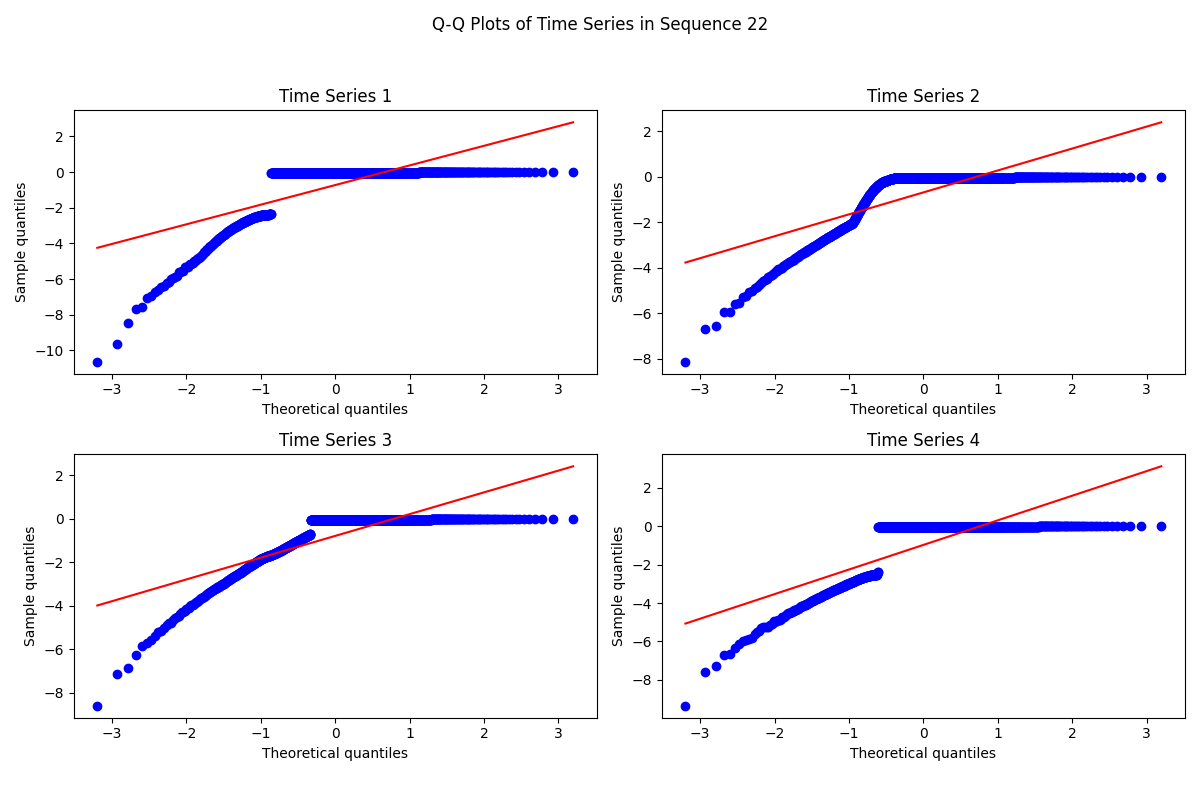 Q-Q Plots of Time Series in Sequence 22
Time Series 1
Sample quantiles
2
0
−2
−4
−6
−8
−10
−3 −2 −1 0 1 2 3
Theoretical quantiles
Time Series 2
Sample quantiles
2
0
−2
−4
−6
−8
−3 −2 −1 0 1 2 3
Theoretical quantiles
Time Series 3
Sample quantiles
2
0
−2
−4
−6
−8
−3 −2 −1 0 1 2 3
Theoretical quantiles
Time Series 4
Sample quantiles
2
0
−2
−4
−6
−8
−3 −2 −1 0 1 2 3
Theoretical quantiles